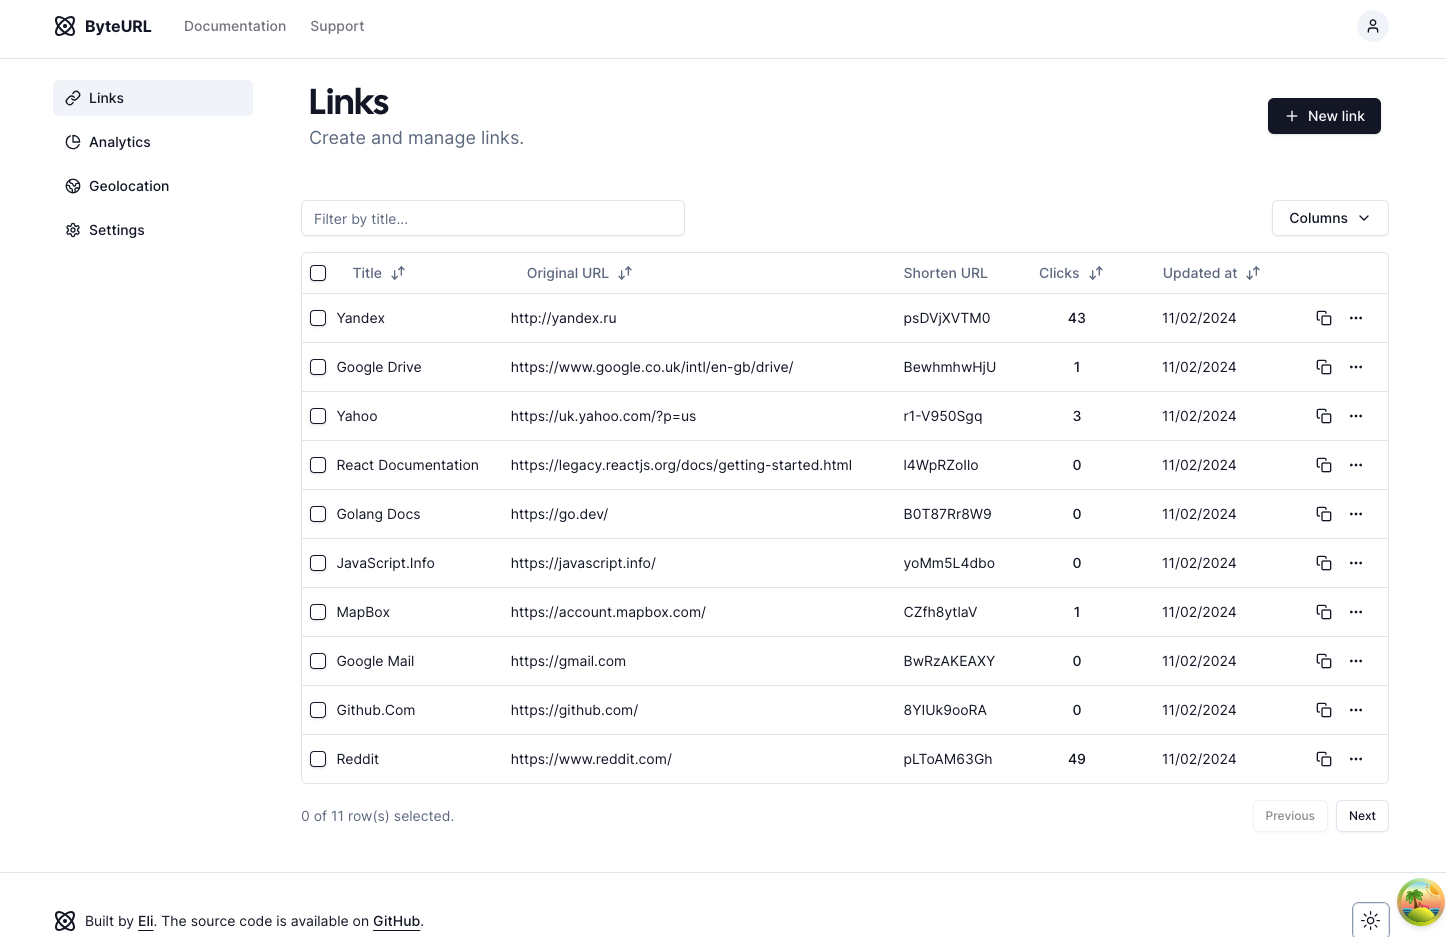 ByteURL Documentation Support
Links
Analytics
Geolocation
Settings
Links
Create and manage links.
New link
Filter by title...
Columns
Title Original URL Shorten URL Clicks Updated at
Yandex http://yandex.ru psDVjXVTM0 43 11/02/2024
Google Drive https://www.google.co.uk/intl/en-gb/drive/ BewhmhwHjU 1 11/02/2024
Yahoo https://uk.yahoo.com/?p=us r1-V950Sgq 3 11/02/2024
React Documentation https://legacy.reactjs.org/docs/getting-started.html 0 11/02/2024
Golang Docs https://go.dev/ B0T87Rr8W9 0 11/02/2024
JavaScript.Info https://javascript.info/ yoMm5L4dbo 0 11/02/2024
MapBox https://account.mapbox.com/ 1 11/02/2024
Google Mail https://gmail.com BwRzAKEAXY 0 11/02/2024
Github.Com https://github.com/ 0 11/02/2024
Reddit https://www.reddit.com/ pLToAM63Gh 49 11/02/2024
0 of 11 row(s) selected.
Previous Next
Built by Eli. The source code is available on GitHub.